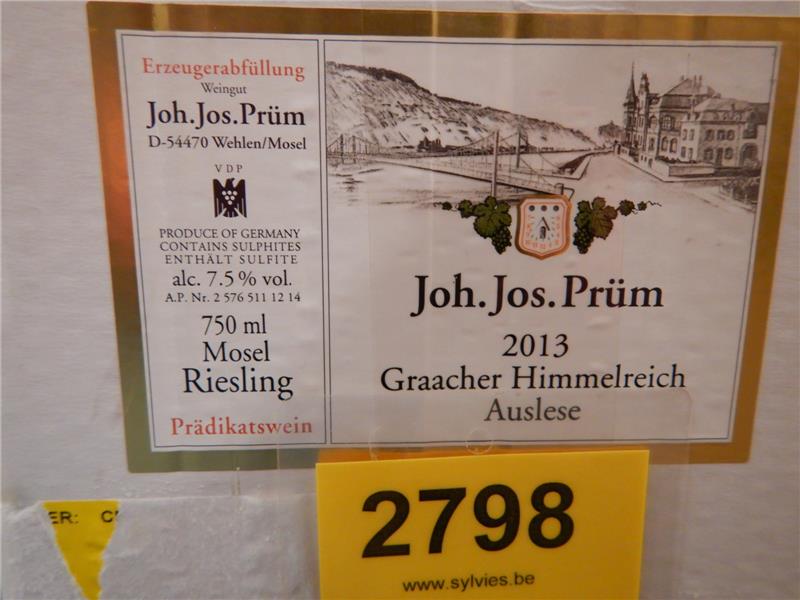 Erzeugerabfüllung
Weingut
Joh.Jos.Prüm
D-54470 Wehlen/Mosel
VDP
PRODUCE OF GERMANY
CONTAINS SULPHITES
ENTHÄLT SULFITE
alc. 7.5% vol.
A.P. Nr. 2 576 511 12 14
750 ml
Mosel
Riesling
Prädikatswein
Joh.Jos.Prüm
2013
Graacher Himmelreich
Auslese
ER:
2798
www.sylvies.be